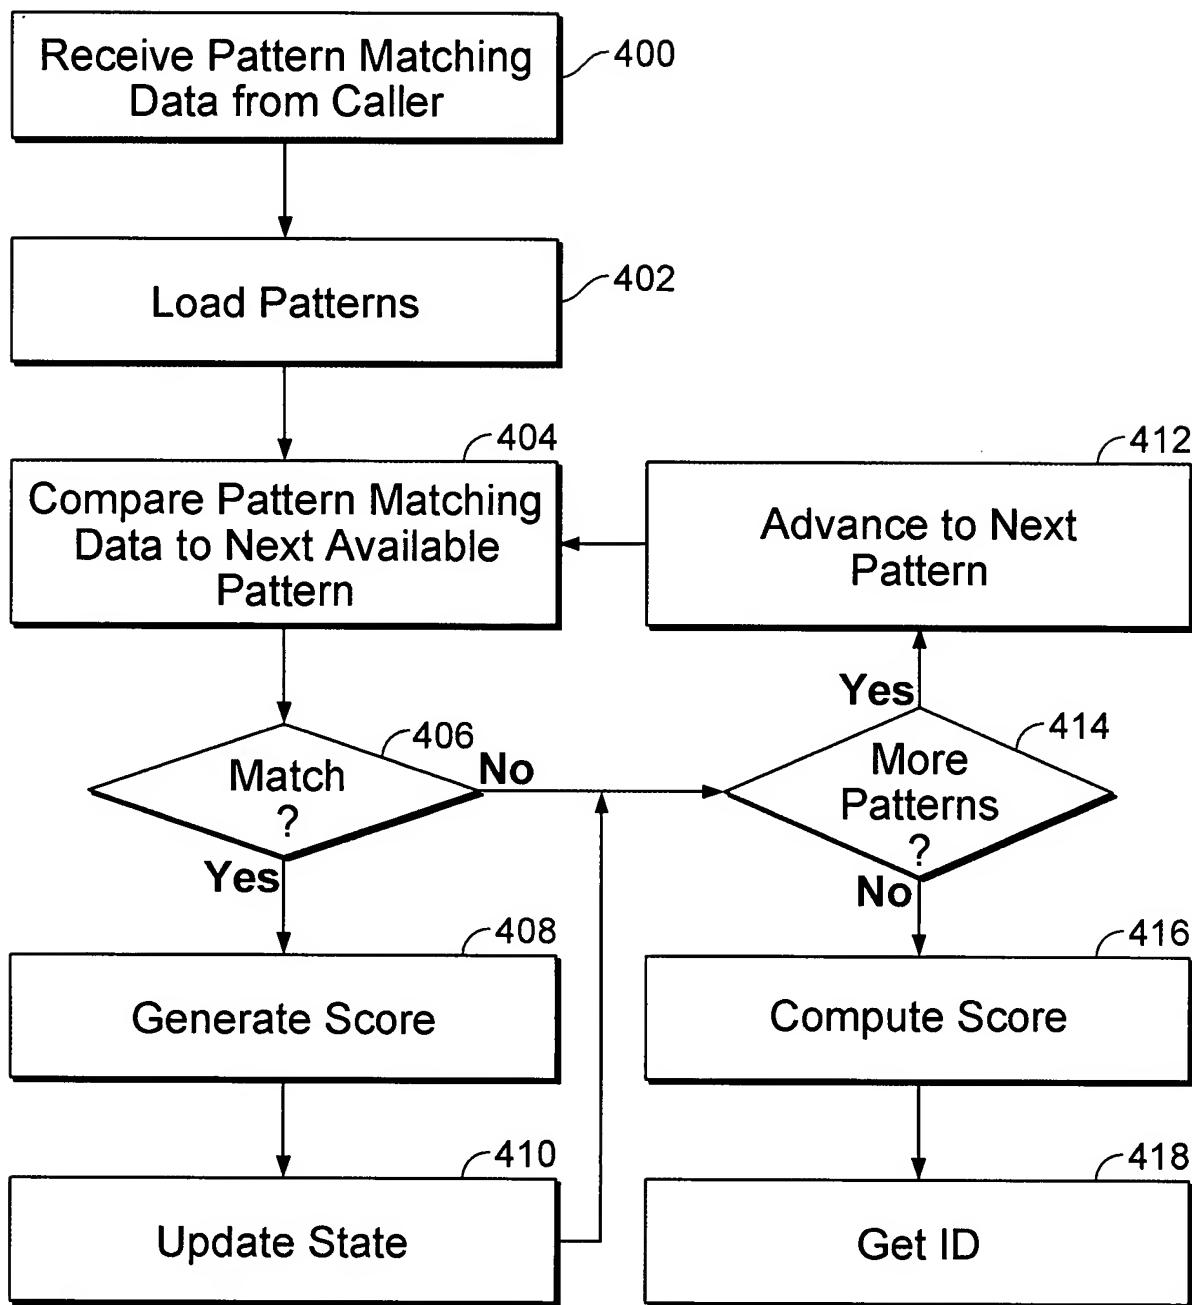 Receive Pattern Matching
Data from Caller
400
Load Patterns
402
404
Compare Pattern Matching
Data to Next Available
Pattern
412
Advance to Next
Pattern
406
Match
?
No
Yes
Yes
414
More
Patterns
?
No
408
Generate Score
416
Compute Score
410
Update State
418
Get ID